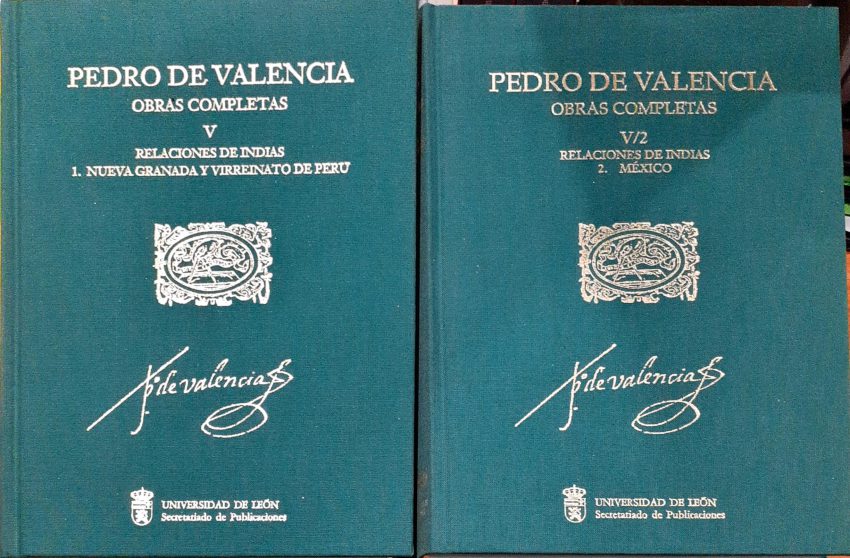 PEDRO DE VALENCIA
OBRAS COMPLETAS
V
RELACIONES DE INDIAS
1. NUEVA GRANADA Y VIRREINATO DE PERÚ
P. de valencia
UNIVERSIDAD DE LEÓN
Secretariado de Publicaciones
PEDRO DE VALENCIA
OBRAS COMPLETAS
V/2
RELACIONES DE INDIAS
2. MÉXICO
P. de valencia
UNIVERSIDAD DE LEÓN
Secretariado de Publicaciones